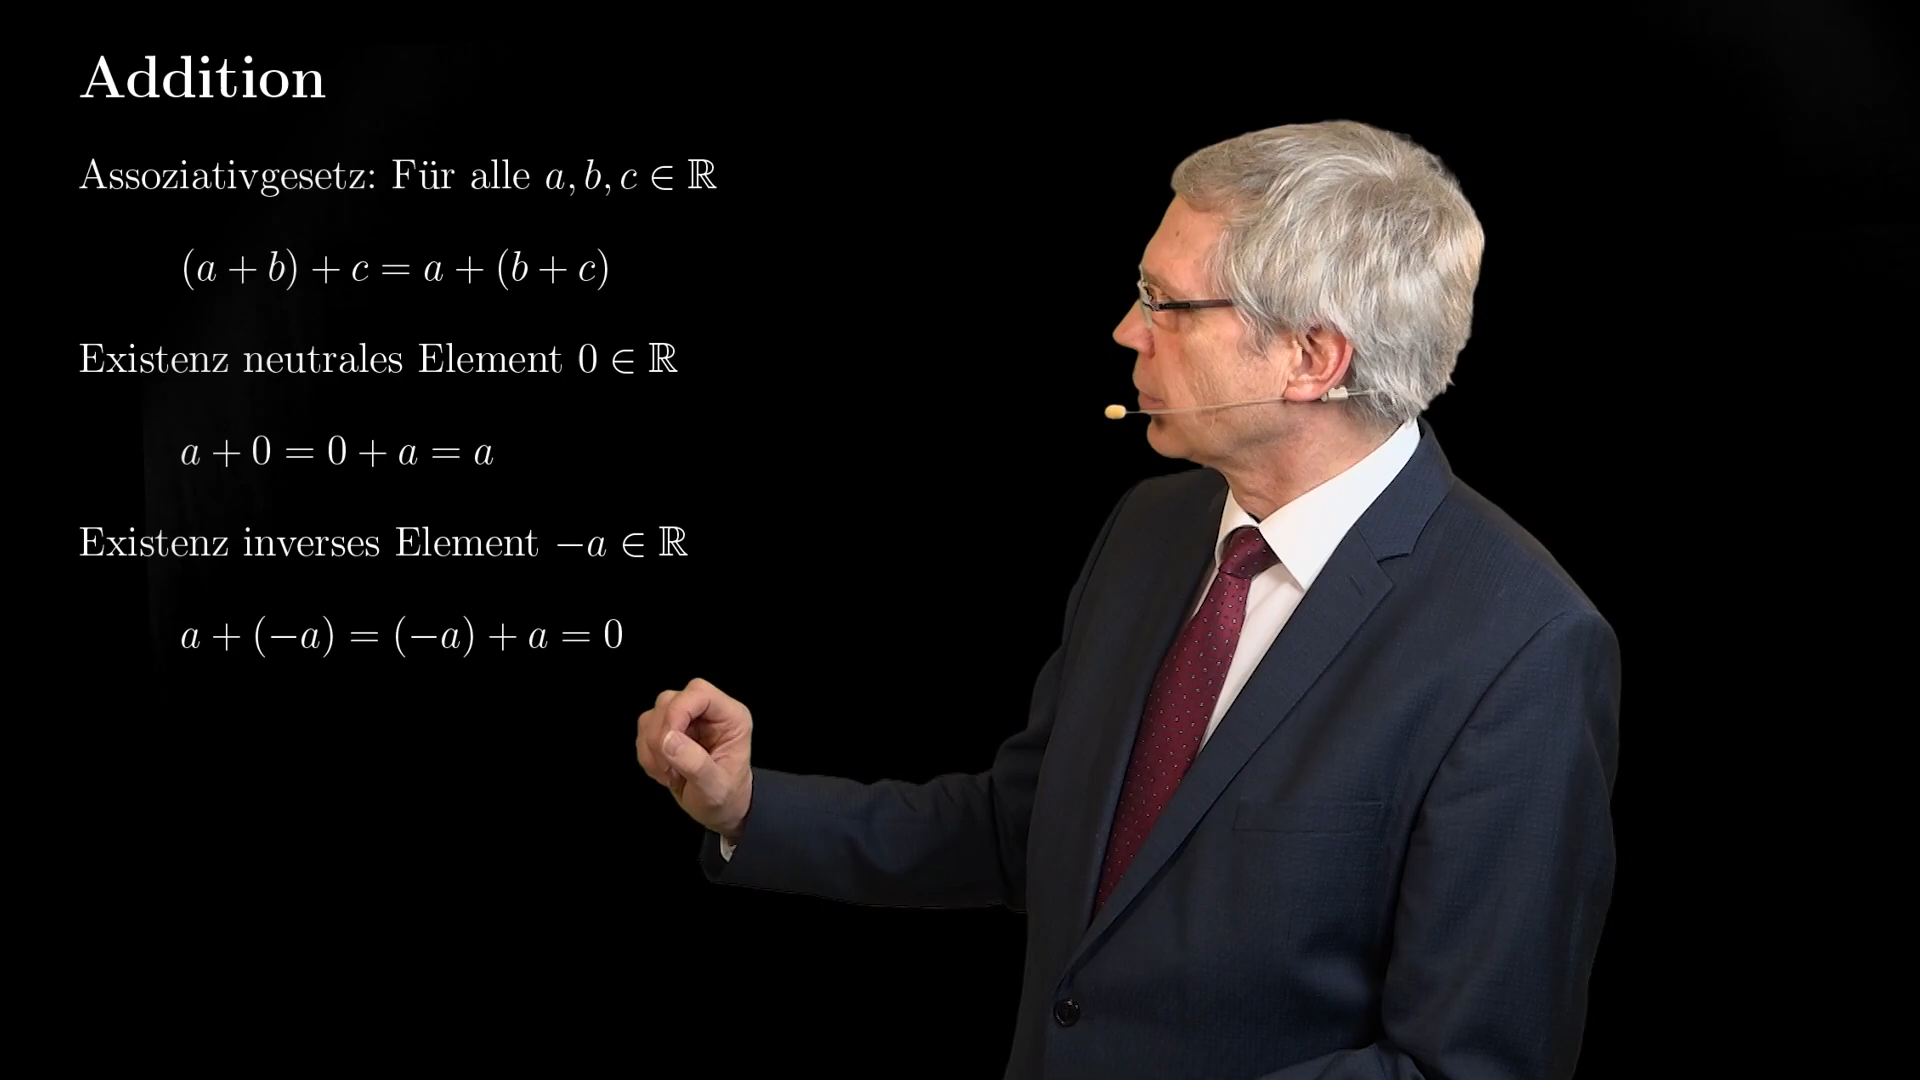 Addition
Assoziativgesetz: Für alle a, b, c ∈ ℝ
(a + b) + c = a + (b + c)
Existenz neutrales Element 0 ∈ ℝ
a + 0 = 0 + a = a
Existenz inverses Element −a ∈ ℝ
a + (−a) = (−a) + a = 0